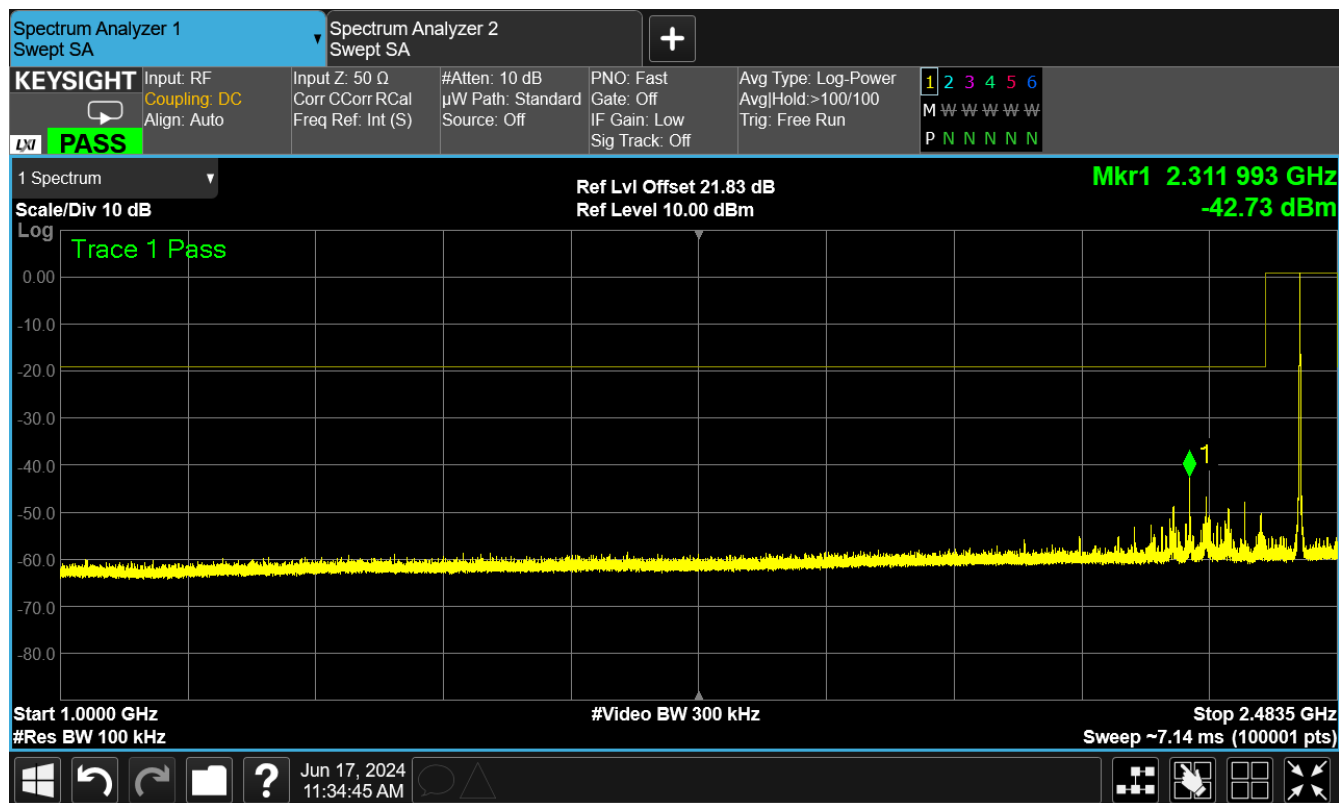 Spectrum Analyzer 1
Swept SA
▼
Spectrum Analyzer 2
Swept SA
+
KEYSIGHT
LXI PASS
Input: RF
Coupling: DC
Align: Auto
Input Z: 50 Ω
Corr CCorr RCal
Freq Ref: Int (S)
#Atten: 10 dB
µW Path: Standard
Source: Off
PNO: Fast
Gate: Off
IF Gain: Low
Sig Track: Off
Avg Type: Log-Power
Avg|Hold:>100/100
Trig: Free Run
1 2 3 4 5 6
M W W W W W
P N N N N N
1 Spectrum ▼
Scale/Div 10 dB
Log
Ref Lvl Offset 21.83 dB
Ref Level 10.00 dBm
Mkr1 2.311 993 GHz
-42.73 dBm
Trace 1 Pass
0.00
-10.0
-20.0
-30.0
-40.0
-50.0
-60.0
-70.0
-80.0
1
Start 1.0000 GHz
#Res BW 100 kHz
#Video BW 300 kHz
Stop 2.4835 GHz
Sweep ~7.14 ms (100001 pts)
?
Jun 17, 2024
11:34:45 AM